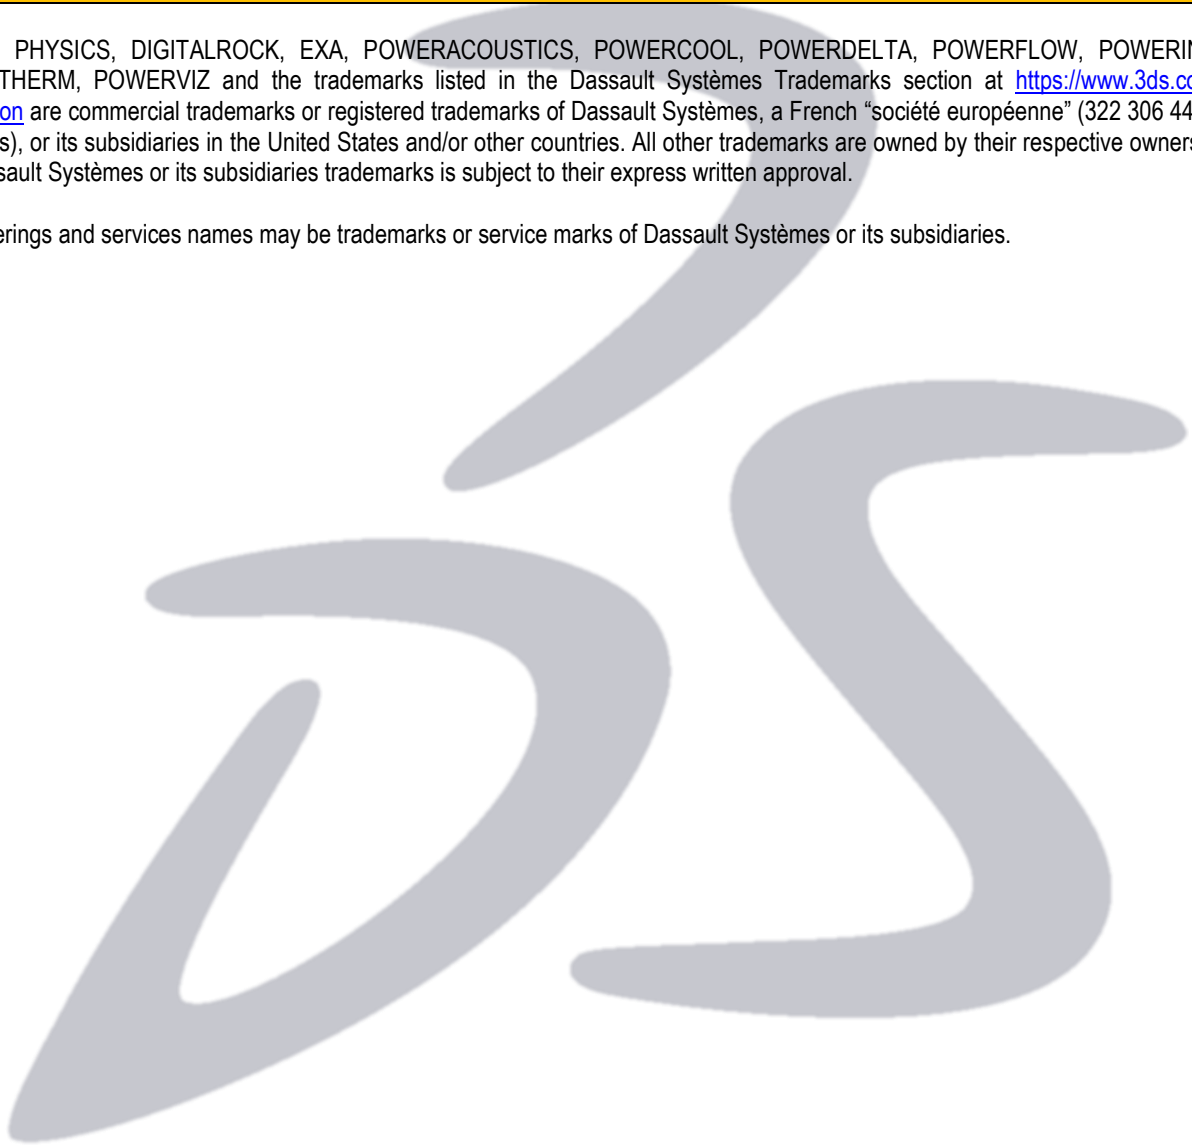 PHYSICS, DIGITALROCK, EXA, POWERACOUSTICS, POWERCOOL, POWERDELTA, POWERFLOW, POWERIN
THERM, POWERVIZ and the trademarks listed in the Dassault Systèmes Trademarks section at https://www.3ds.co
on are commercial trademarks or registered trademarks of Dassault Systèmes, a French “société européenne” (322 306 44
s), or its subsidiaries in the United States and/or other countries. All other trademarks are owned by their respective owners
sault Systèmes or its subsidiaries trademarks is subject to their express written approval.
erings and services names may be trademarks or service marks of Dassault Systèmes or its subsidiaries.